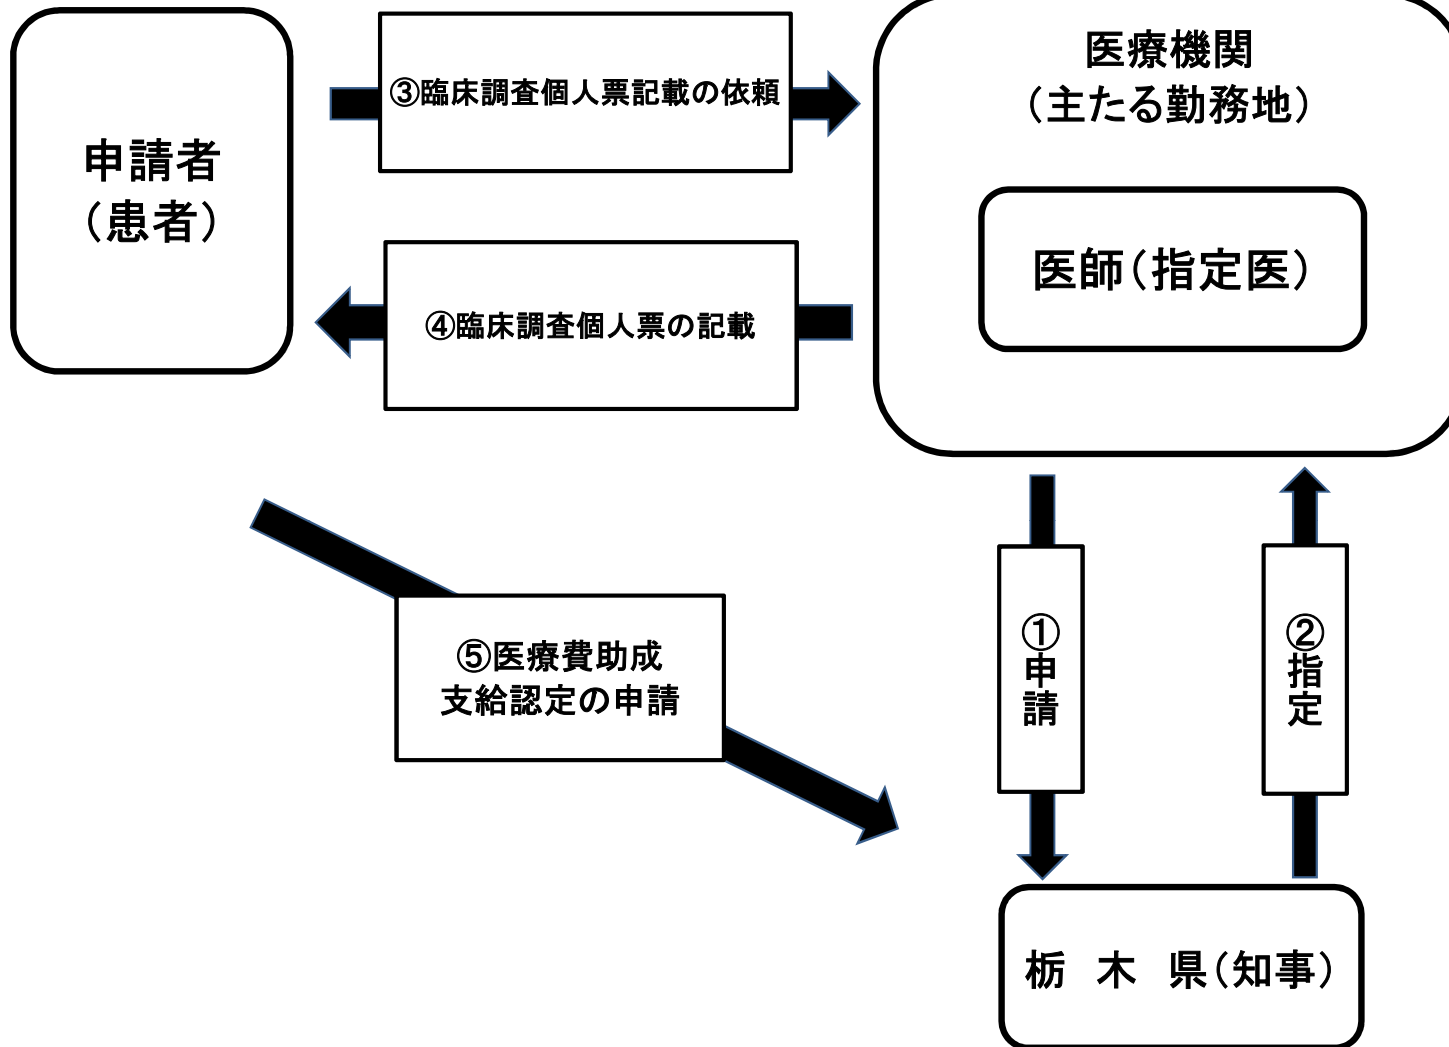 申請者
（患者）
③臨床調査個人票記載の依頼
医療機関
（主たる勤務地）
医師（指定医）
④臨床調査個人票の記載
⑤医療費助成
支給認定の申請
①申請
②指定
栃　木　県（知事）